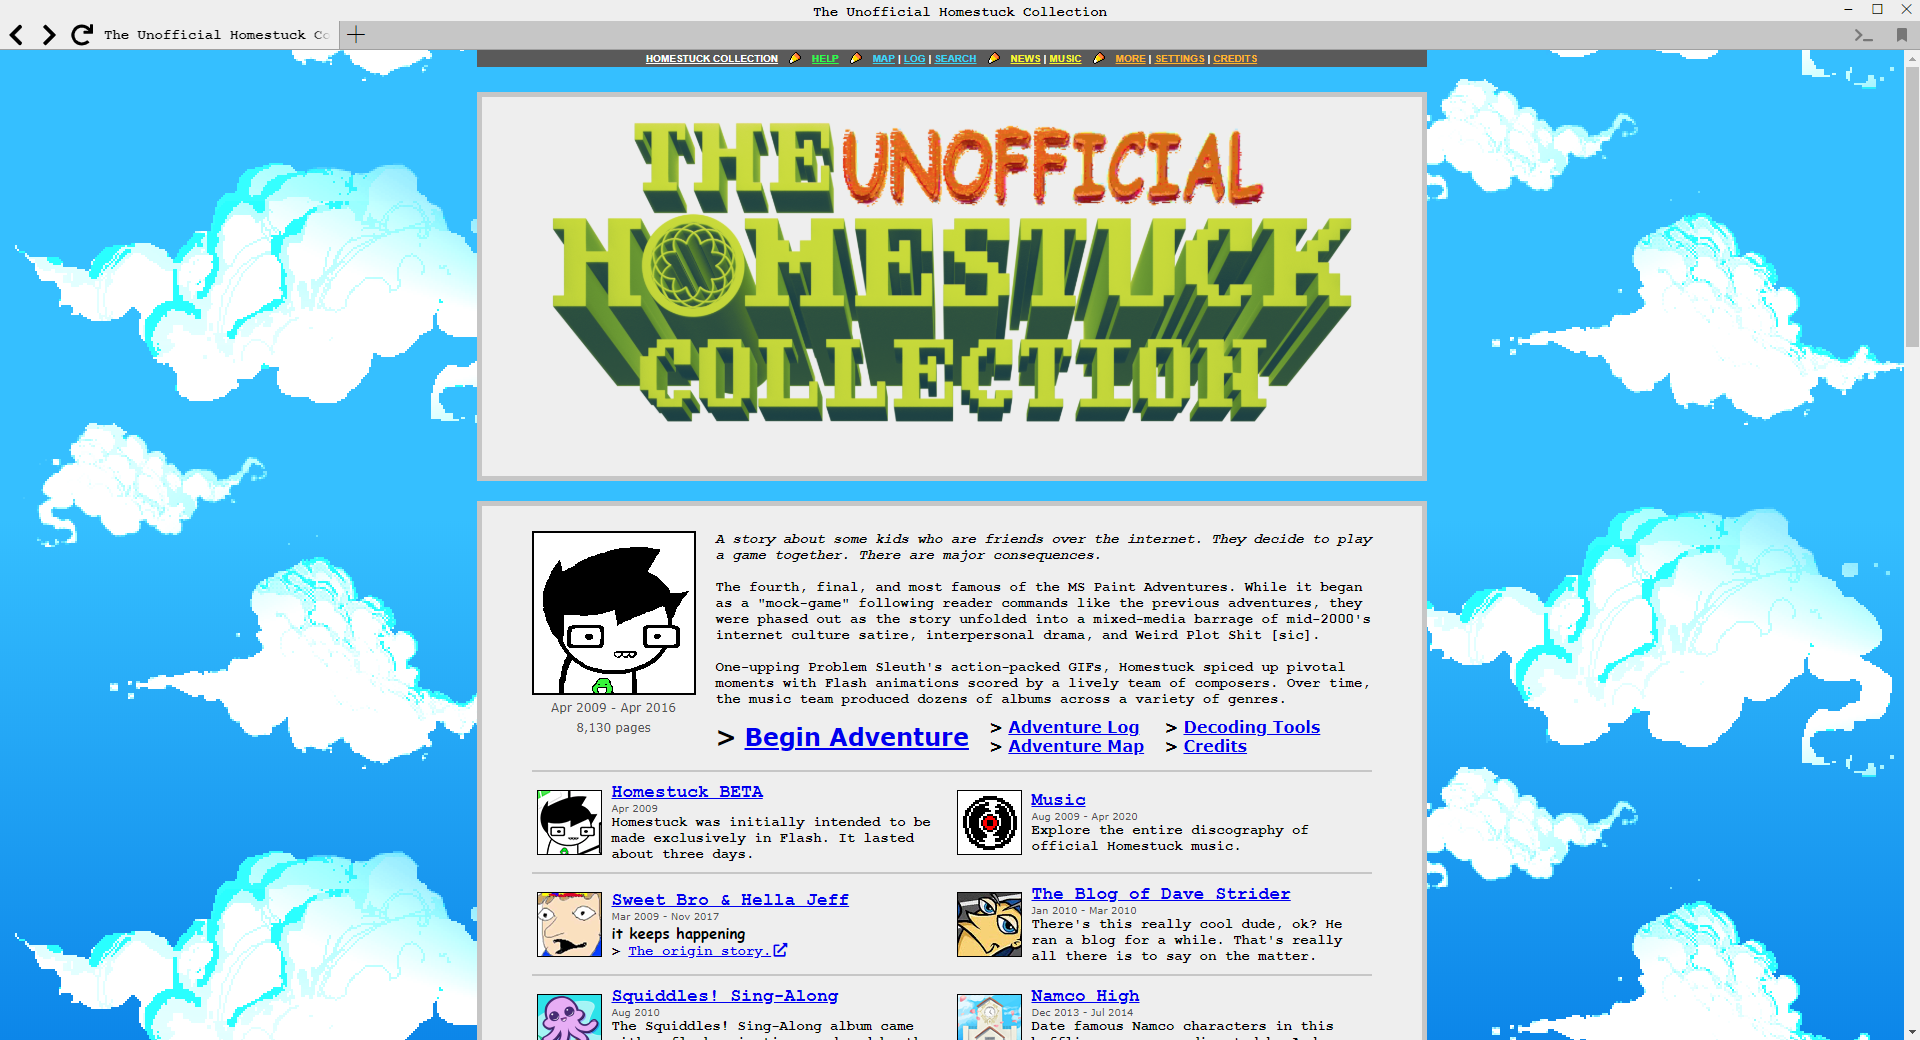 The Unofficial Homestuck Collection
The Unofficial Homestuck Co
HOMESTUCK COLLECTION HELP MAP | LOG | SEARCH NEWS | MUSIC MORE | SETTINGS | CREDITS
THE UNOFFICIAL
HOMESTUCK
COLLECTION
A story about some kids who are friends over the internet. They decide to play
a game together. There are major consequences.
The fourth, final, and most famous of the MS Paint Adventures. While it began
as a "mock-game" following reader commands like the previous adventures, they
were phased out as the story unfolded into a mixed-media barrage of mid-2000's
internet culture satire, interpersonal drama, and Weird Plot Shit [sic].
One-upping Problem Sleuth's action-packed GIFs, Homestuck spiced up pivotal
moments with Flash animations scored by a lively team of composers. Over time,
the music team produced dozens of albums across a variety of genres.
Apr 2009 - Apr 2016
8,130 pages
> Begin Adventure
> Adventure Log
> Adventure Map
> Decoding Tools
> Credits
Homestuck BETA
Apr 2009
Homestuck was initially intended to be
made exclusively in Flash. It lasted
about three days.
Music
Aug 2009 - Apr 2020
Explore the entire discography of
official Homestuck music.
Sweet Bro & Hella Jeff
Mar 2009 - Nov 2017
it keeps happening
> The origin story.
The Blog of Dave Strider
Jan 2010 - Mar 2010
There's this really cool dude, ok? He
ran a blog for a while. That's really
all there is to say on the matter.
Squiddles! Sing-Along
Aug 2010
The Squiddles! Sing-Along album came
Namco High
Dec 2013 - Jul 2014
Date famous Namco characters in this